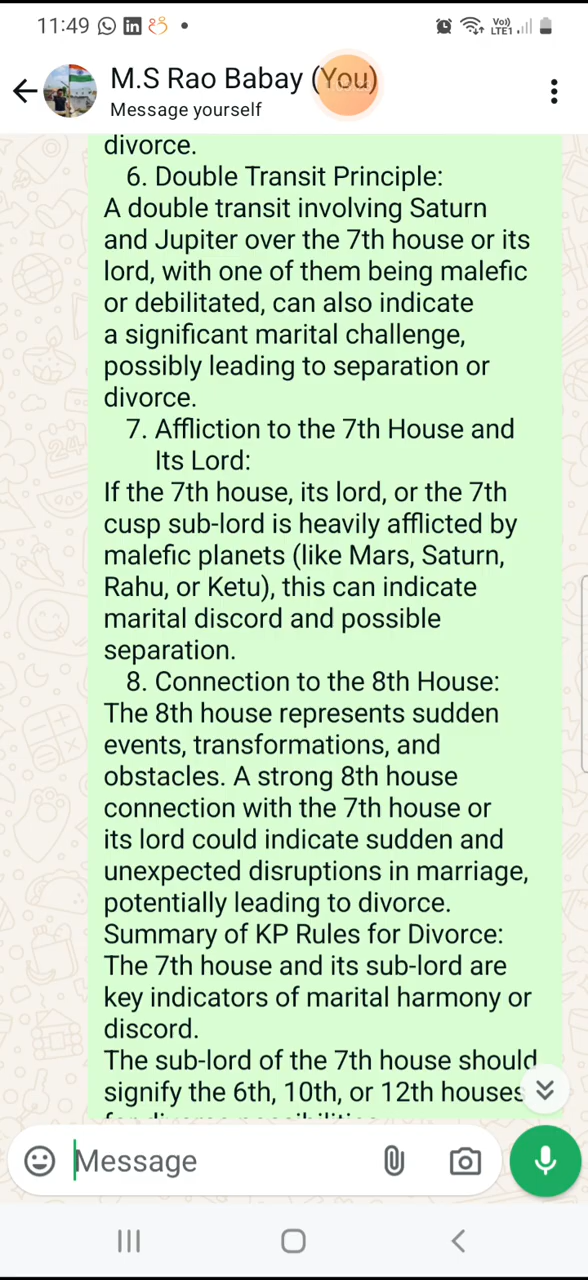 11:49
Vo))
LTE1
M.S Rao Babay (You)
Message yourself
divorce.
6. Double Transit Principle:
A double transit involving Saturn
and Jupiter over the 7th house or its
lord, with one of them being malefic
or debilitated, can also indicate
a significant marital challenge,
possibly leading to separation or
divorce.
7. Affliction to the 7th House and
Its Lord:
If the 7th house, its lord, or the 7th
cusp sub-lord is heavily afflicted by
malefic planets (like Mars, Saturn,
Rahu, or Ketu), this can indicate
marital discord and possible
separation.
8. Connection to the 8th House:
The 8th house represents sudden
events, transformations, and
obstacles. A strong 8th house
connection with the 7th house or
its lord could indicate sudden and
unexpected disruptions in marriage,
potentially leading to divorce.
Summary of KP Rules for Divorce:
The 7th house and its sub-lord are
key indicators of marital harmony or
discord.
The sub-lord of the 7th house should
signify the 6th, 10th, or 12th houses
Message